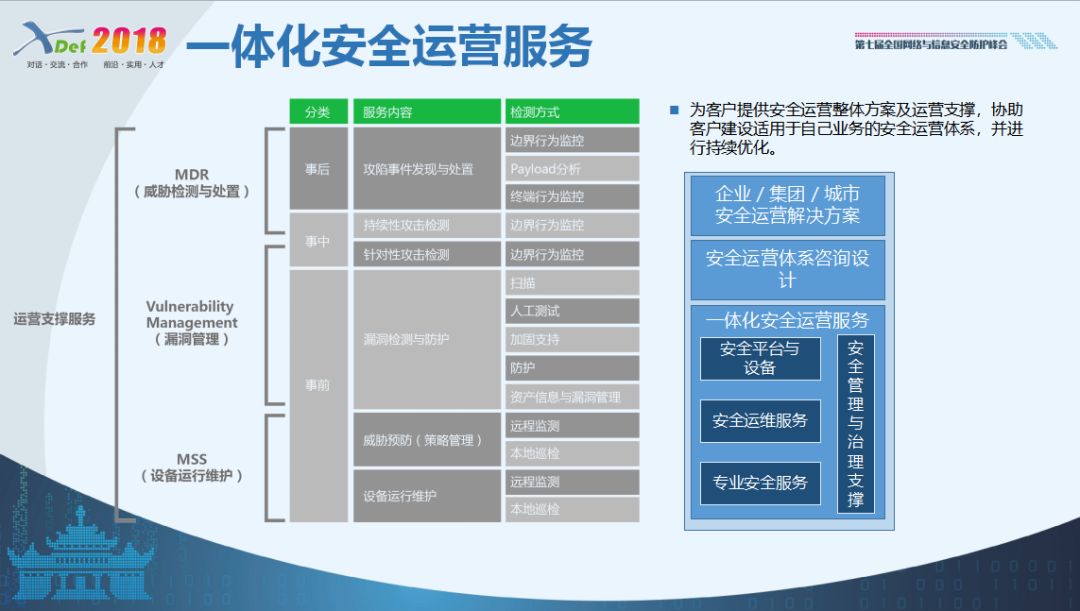 XDef 2018
对话·交流·合作 前沿·实用·人才
一体化安全运营服务
第七届全国网络与信息安全防护峰会
运营支撑服务
MDR
（威胁检测与处置）
Vulnerability
Management
（漏洞管理）
MSS
（设备运行维护）
分类 服务内容 检测方式
事后 攻陷事件发现与处置 边界行为监控
Payload分析
终端行为监控
事中 持续性攻击检测 边界行为监控
针对性攻击检测 边界行为监控
事前 漏洞检测与防护 扫描
人工测试
加固支持
防护
资产信息与漏洞管理
威胁预防（策略管理） 远程监测
本地巡检
设备运行维护 远程监测
本地巡检
■ 为客户提供安全运营整体方案及运营支撑，协助
客户建设适用于自己业务的安全运营体系，并进
行持续优化。
企业 / 集团 / 城市
安全运营解决方案
安全运营体系咨询设
计
一体化安全运营服务
安全平台与
设备
安全运维服务
专业安全服务
安全管理与治理支撑